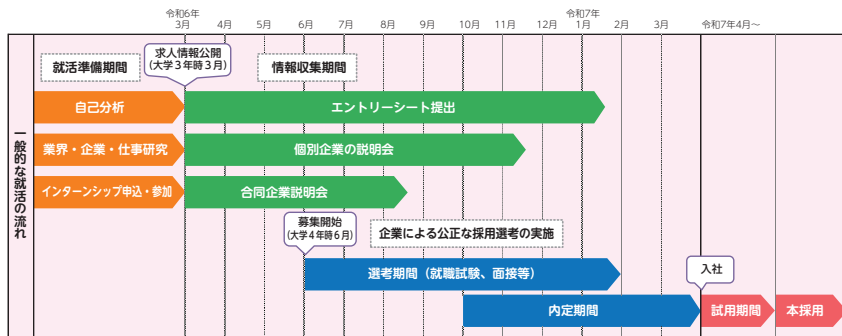 令和6年
3月
4月
5月
6月
7月
8月
9月
10月
11月
12月
令和7年
1月
2月
3月
令和7年4月～
一般的な就活の流れ
就活準備期間
求人情報公開
(大学3年時3月)
情報収集期間
自己分析
エントリーシート提出
業界・企業・仕事研究
個別企業の説明会
インターンシップ申込・参加
合同企業説明会
募集開始
(大学4年時6月)
企業による公正な採用選考の実施
選考期間（就職試験、面接等）
入社
内定期間
試用期間
本採用